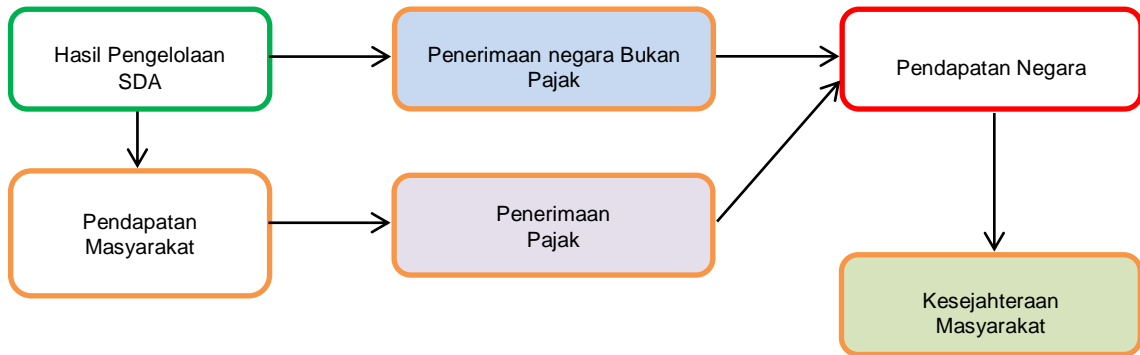 Hasil Pengelolaan
SDA
Penerimaan negara Bukan
Pajak
Pendapatan Negara
Pendapatan
Masyarakat
Penerimaan
Pajak
Kesejahteraan
Masyarakat